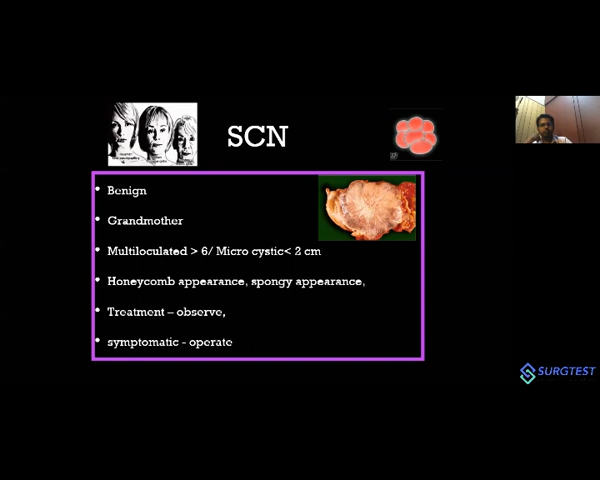 SCN
Benign
Grandmother
Multiloculated > 6/ Micro cystic< 2 cm
Honeycomb appearance, spongy appearance,
Treatment – observe,
symptomatic - operate
SURGTEST